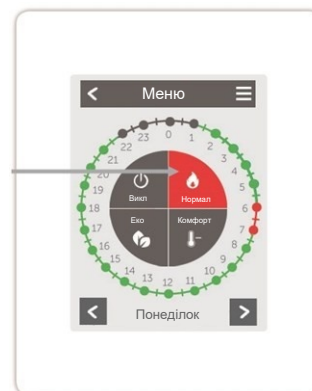 Меню
23 0 1
22 2
21 3
20 4
19 5
18 6
17 7
16 8
15 9
14 13 12 11 10
Викл Нормал
Еко Комфорт
Понеділок